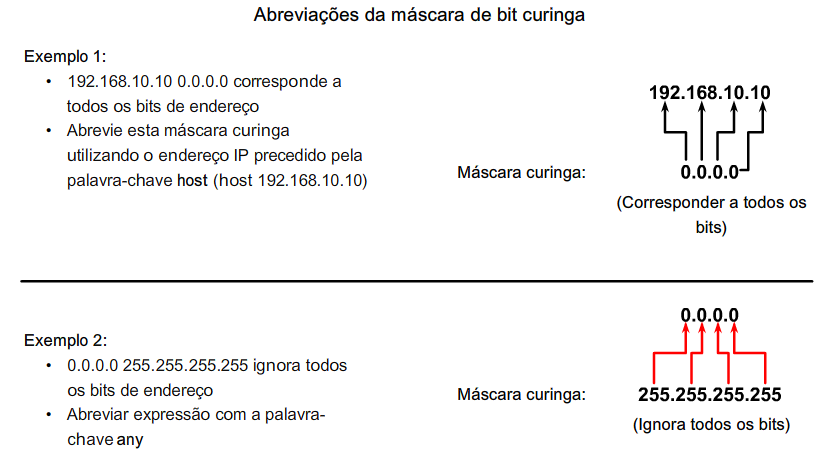 Abreviações da máscara de bit curinga
Exemplo 1:
• 192.168.10.10 0.0.0.0 corresponde a
todos os bits de endereço
• Abrevie esta máscara curinga
utilizando o endereço IP precedido pela
palavra-chave host (host 192.168.10.10)
192.168.10.10
Máscara curinga:
0.0.0.0
(Corresponder a todos os
bits)
Exemplo 2:
• 0.0.0.0 255.255.255.255 ignora todos
os bits de endereço
• Abreviar expressão com a palavra-
chave any
0.0.0.0
Máscara curinga:
255.255.255.255
(Ignora todos os bits)